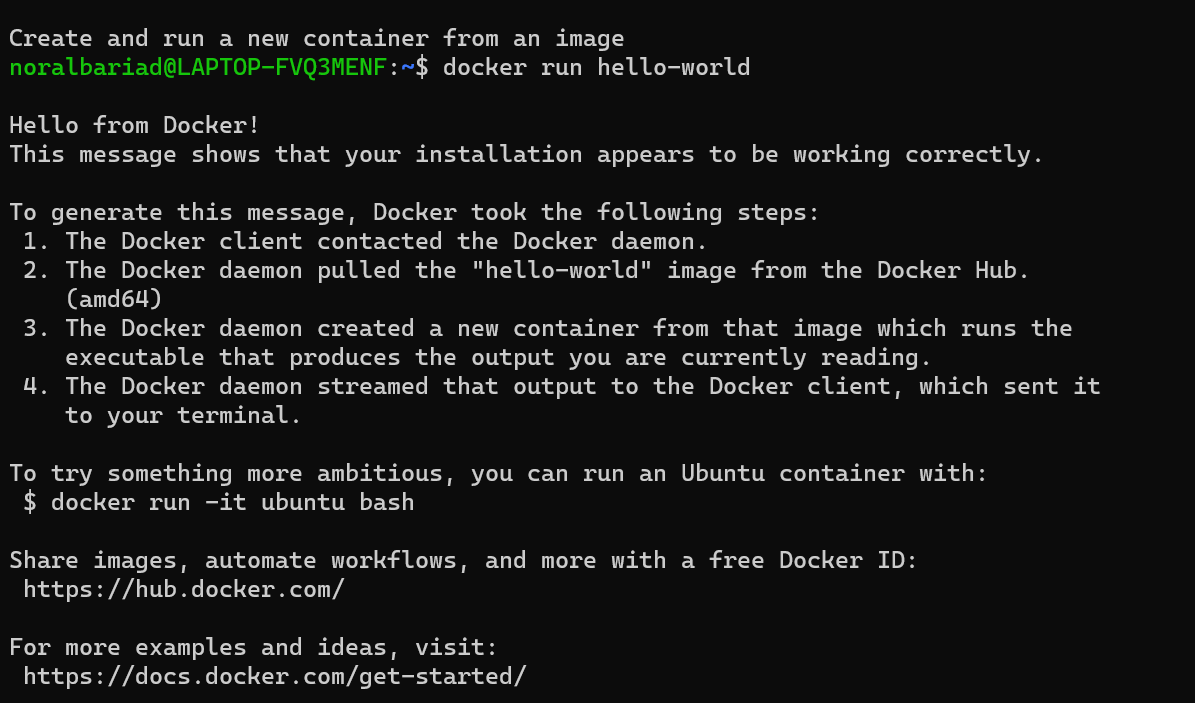 Create and run a new container from an image
noralbariad@LAPTOP-FVQ3MENF:~$ docker run hello-world
Hello from Docker!
This message shows that your installation appears to be working correctly.
To generate this message, Docker took the following steps:
1. The Docker client contacted the Docker daemon.
2. The Docker daemon pulled the "hello-world" image from the Docker Hub.
(amd64)
3. The Docker daemon created a new container from that image which runs the
executable that produces the output you are currently reading.
4. The Docker daemon streamed that output to the Docker client, which sent it
to your terminal.
To try something more ambitious, you can run an Ubuntu container with:
$ docker run -it ubuntu bash
Share images, automate workflows, and more with a free Docker ID:
https://hub.docker.com/
For more examples and ideas, visit:
https://docs.docker.com/get-started/